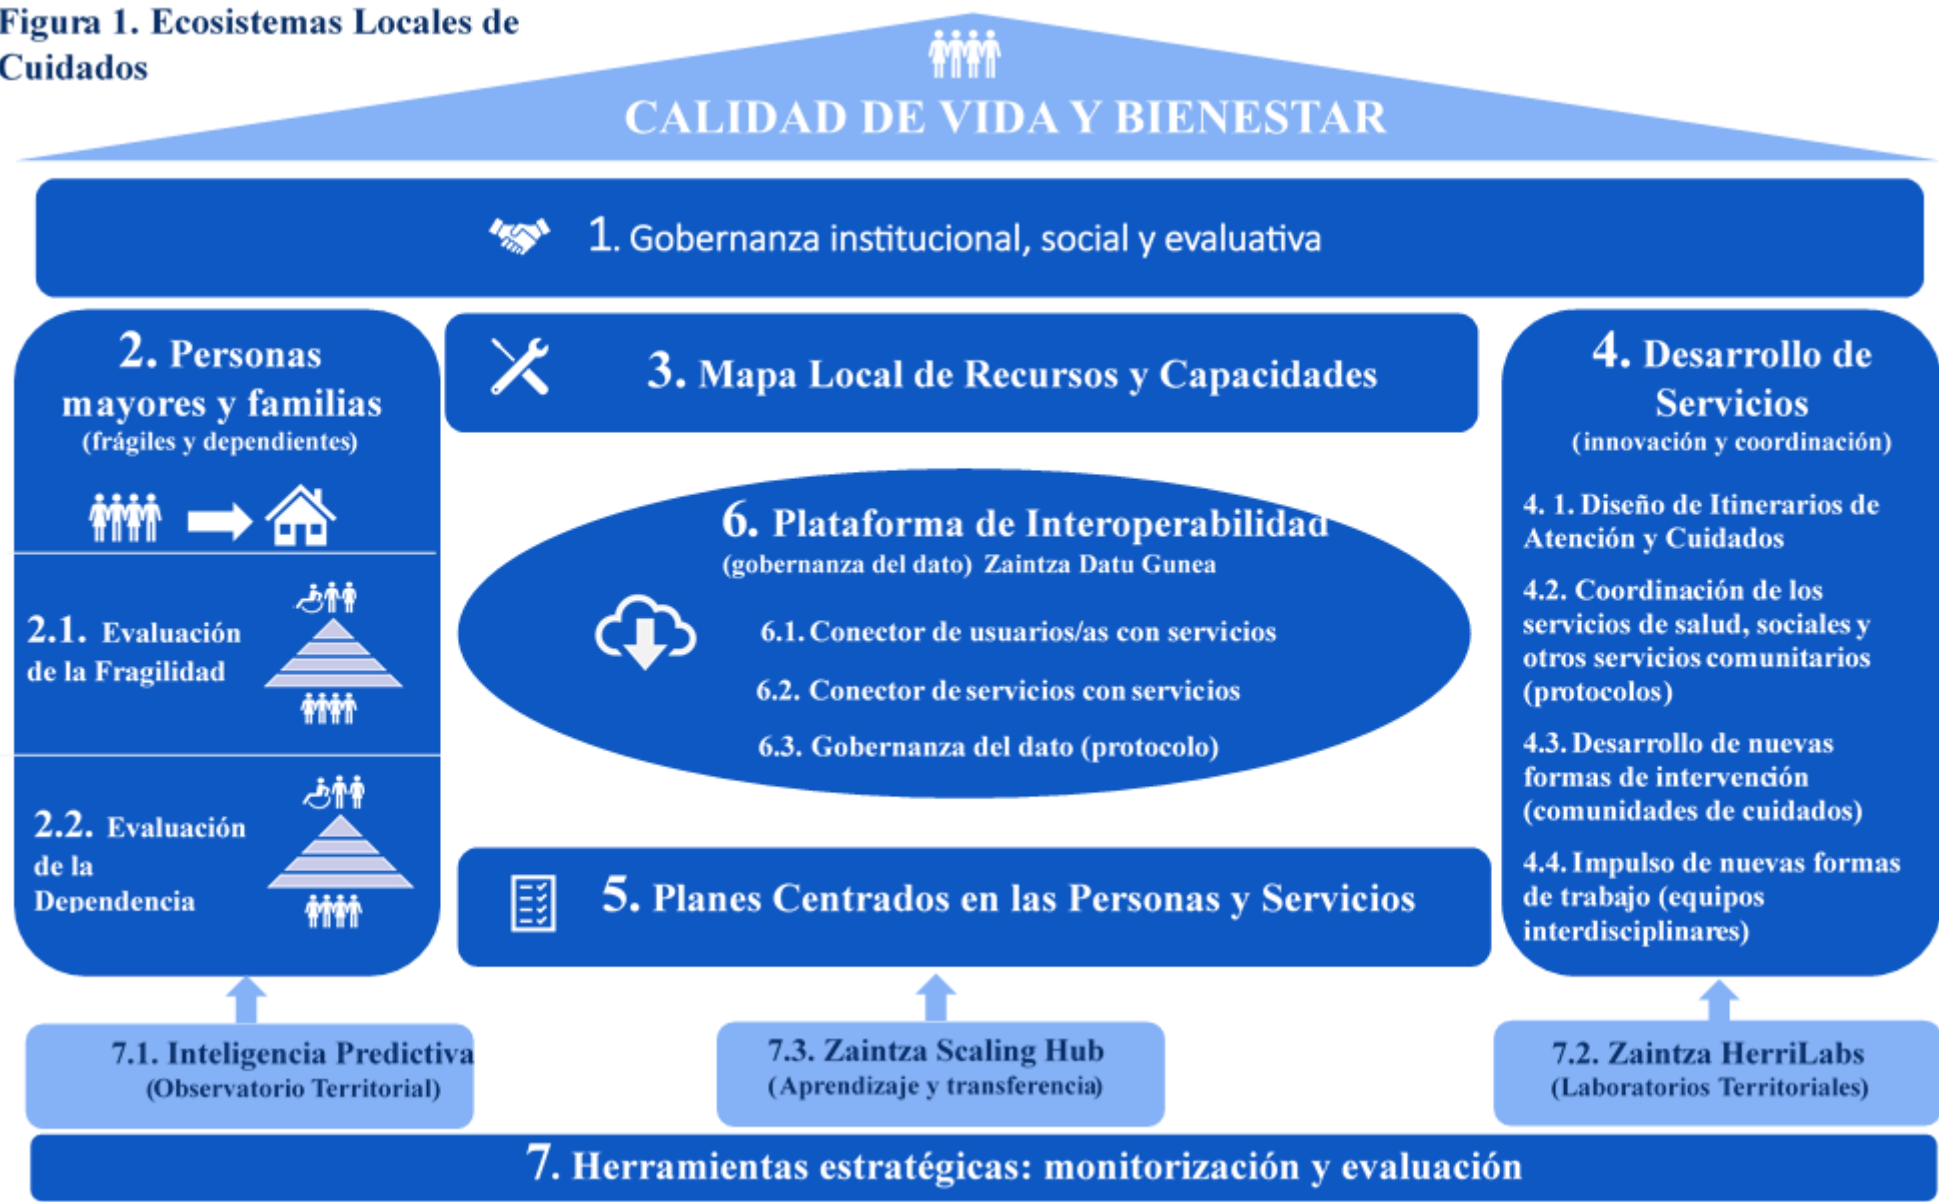 Figura 1. Ecosistemas Locales de
Cuidados
CALIDAD DE VIDA Y BIENESTAR
1. Gobernanza institucional, social y evaluativa
2. Personas
mayores y familias
(frágiles y dependientes)
2.1. Evaluación
de la Fragilidad
2.2. Evaluación
de la
Dependencia
3. Mapa Local de Recursos y Capacidades
6. Plataforma de Interoperabilidad
(gobernanza del dato) Zaintza Datu Gunea
6.1. Conector de usuarios/as con servicios
6.2. Conector de servicios con servicios
6.3. Gobernanza del dato (protocolo)
5. Planes Centrados en las Personas y Servicios
4. Desarrollo de
Servicios
(innovación y coordinación)
4. 1. Diseño de Itinerarios de
Atención y Cuidados
4.2. Coordinación de los
servicios de salud, sociales y
otros servicios comunitarios
(protocolos)
4.3. Desarrollo de nuevas
formas de intervención
(comunidades de cuidados)
4.4. Impulso de nuevas formas
de trabajo (equipos
interdisciplinares)
7.1. Inteligencia Predictiva
(Observatorio Territorial)
7.3. Zaintza Scaling Hub
(Aprendizaje y transferencia)
7.2. Zaintza HerriLabs
(Laboratorios Territoriales)
7. Herramientas estratégicas: monitorización y evaluación